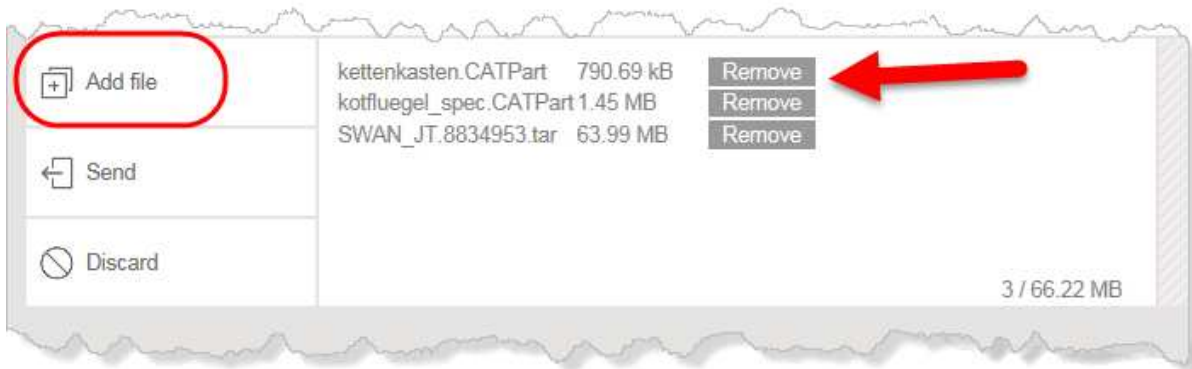 Add file
Send
Discard
kettenkasten.CATPart 790.69 kB Remove
kotfluegel_spec.CATPart 1.45 MB Remove
SWAN_JT.8834953.tar 63.99 MB Remove
3 / 66.22 MB